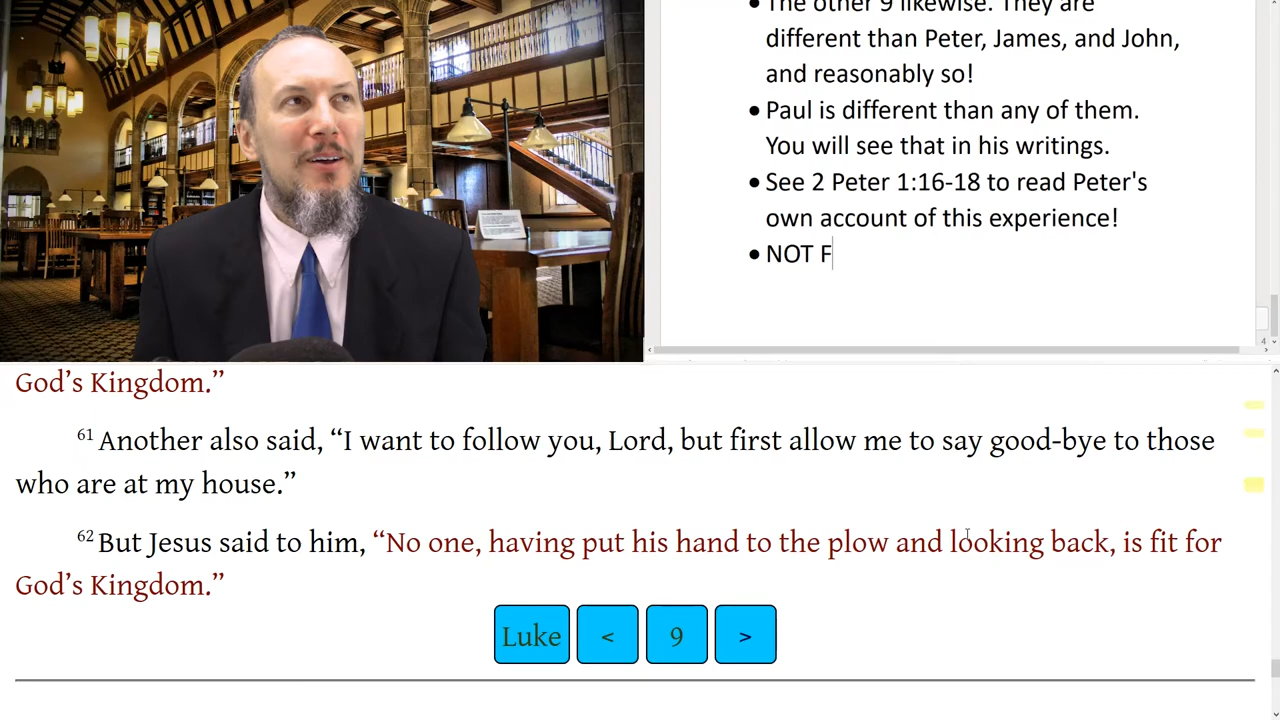 The other 9 likewise. They are
different than Peter, James, and John,
and reasonably so!
• Paul is different than any of them.
You will see that in his writings.
• See 2 Peter 1:16-18 to read Peter's
own account of this experience!
• NOT F
4
God’s Kingdom.”
61 Another also said, “I want to follow you, Lord, but first allow me to say good-bye to those
who are at my house.”
62 But Jesus said to him, “No one, having put his hand to the plow and looking back, is fit for
God’s Kingdom.”
Luke < 9 >